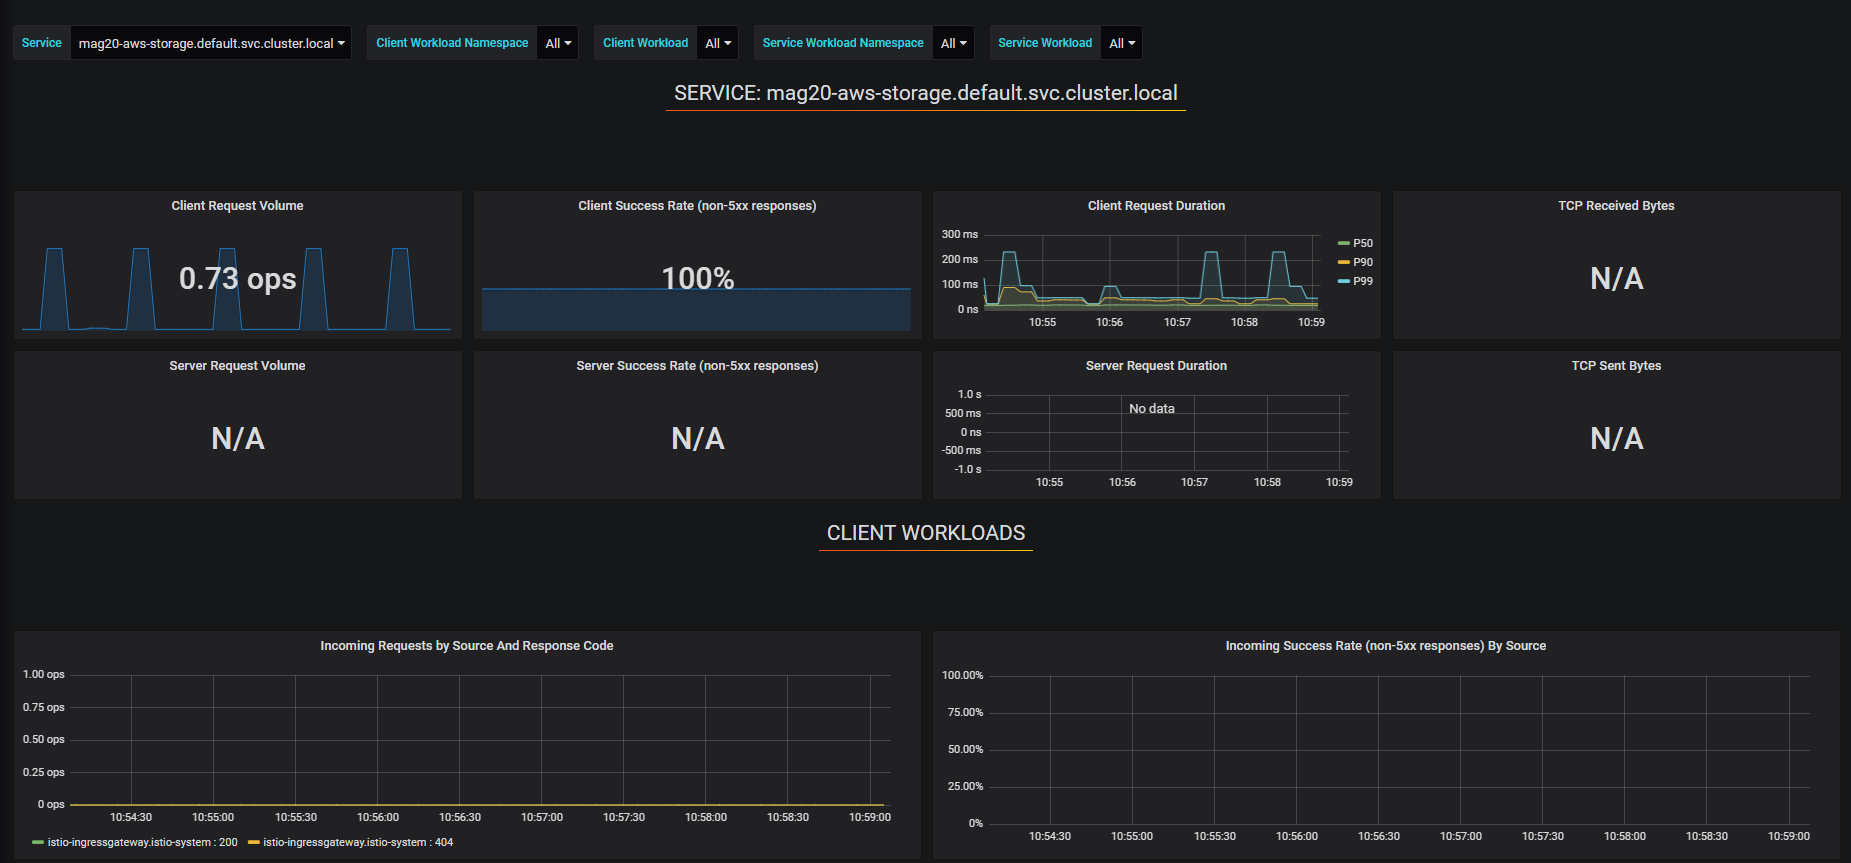 Service mag20-aws-storage.default.svc.cluster.local Client Workload Namespace All Client Workload All Service Workload Namespace All Service Workload All
SERVICE: mag20-aws-storage.default.svc.cluster.local
Client Request Volume
0.73 ops
Client Success Rate (non-5xx responses)
100%
Client Request Duration
300 ms
200 ms
100 ms
0 ns
10:55 10:56 10:57 10:58 10:59
P50
P90
P99
TCP Received Bytes
N/A
Server Request Volume
N/A
Server Success Rate (non-5xx responses)
N/A
Server Request Duration
1.0 s
500 ms
0 ns
-500 ms
-1.0 s
No data
10:55 10:56 10:57 10:58 10:59
TCP Sent Bytes
N/A
CLIENT WORKLOADS
Incoming Requests by Source And Response Code
1.00 ops
0.75 ops
0.50 ops
0.25 ops
0 ops
10:54:30 10:55:00 10:55:30 10:56:00 10:56:30 10:57:00 10:57:30 10:58:00 10:58:30 10:59:00
istio-ingressgateway.istio-system : 200 istio-ingressgateway.istio-system : 404
Incoming Success Rate (non-5xx responses) By Source
100.00%
75.00%
50.00%
25.00%
0%
10:54:30 10:55:00 10:55:30 10:56:00 10:56:30 10:57:00 10:57:30 10:58:00 10:58:30 10:59:00